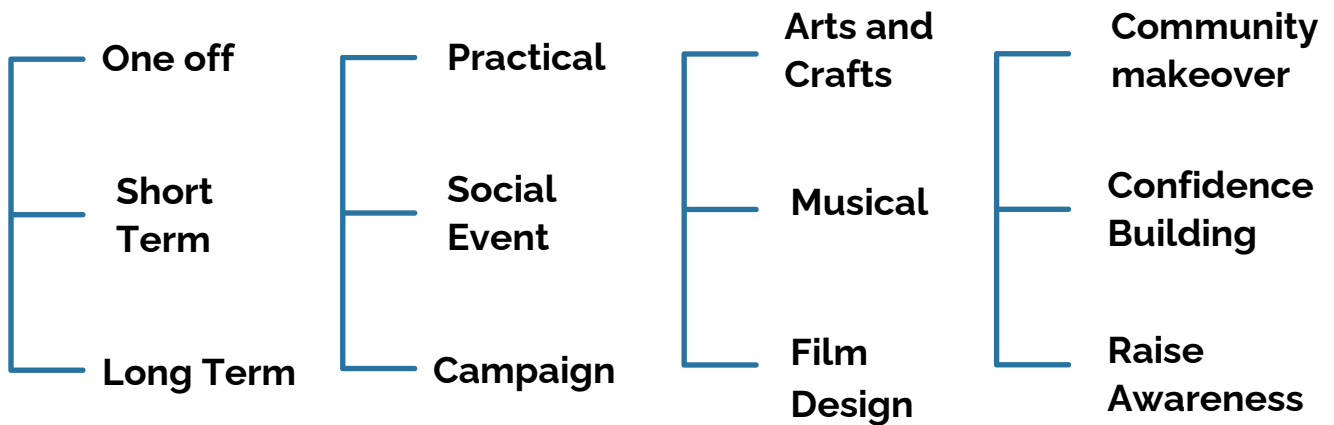 One off
Short
Term
Long Term
Practical
Social
Event
Campaign
Arts and
Crafts
Musical
Film
Design
Community
makeover
Confidence
Building
Raise
Awareness